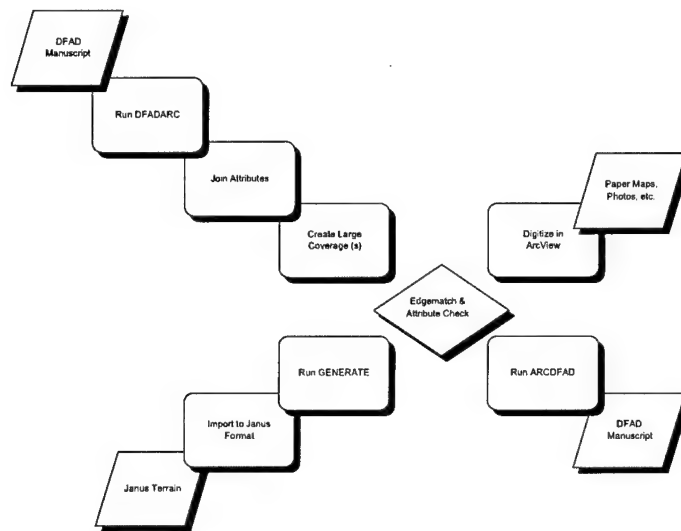 DFAD
Manuscript
Run DFADARC
Join Attributes
Paper Maps,
Photos, etc.
Create Large
Coverage (s)
Digitize in
ArcView
Edgematch &
Attribute Check
Run GENERATE
Run ARCDFAD
Import to Janus
Format
DFAD
Manuscript
Janus Terrain